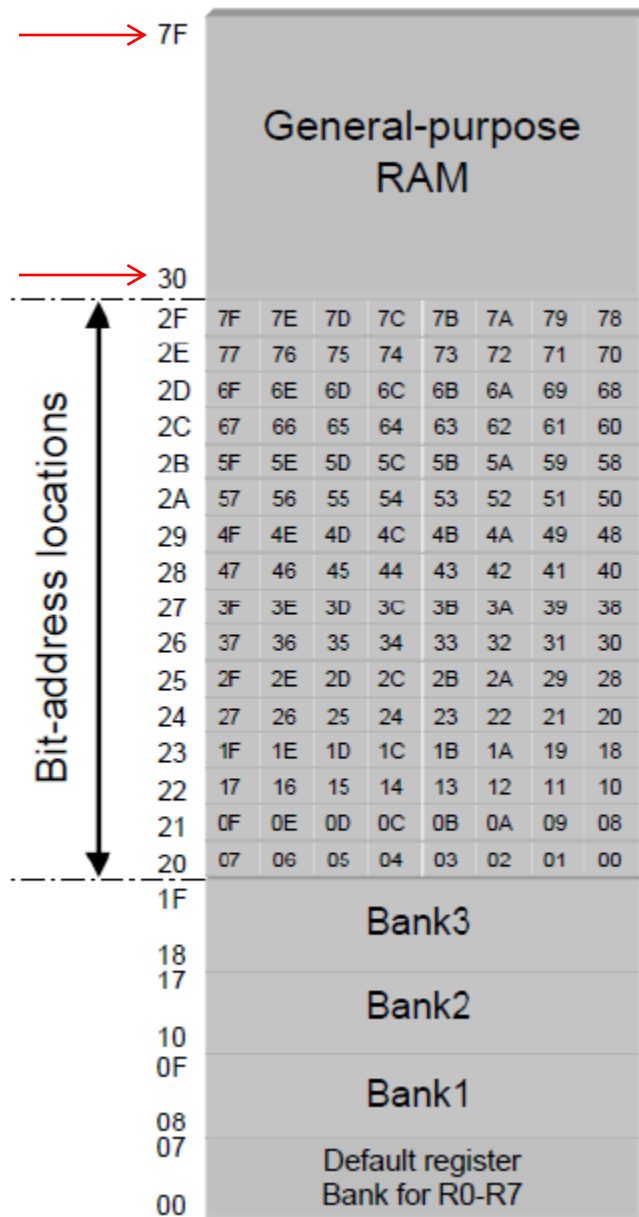 7F
General-purpose
RAM
30
2F 7F 7E 7D 7C 7B 7A 79 78
2E 77 76 75 74 73 72 71 70
2D 6F 6E 6D 6C 6B 6A 69 68
2C 67 66 65 64 63 62 61 60
2B 5F 5E 5D 5C 5B 5A 59 58
2A 57 56 55 54 53 52 51 50
29 4F 4E 4D 4C 4B 4A 49 48
28 47 46 45 44 43 42 41 40
27 3F 3E 3D 3C 3B 3A 39 38
26 37 36 35 34 33 32 31 30
25 2F 2E 2D 2C 2B 2A 29 28
24 27 26 25 24 23 22 21 20
23 1F 1E 1D 1C 1B 1A 19 18
22 17 16 15 14 13 12 11 10
21 0F 0E 0D 0C 0B 0A 09 08
20 07 06 05 04 03 02 01 00
Bit-address locations
1F
Bank3
18
17
Bank2
10
0F
Bank1
08
07
Default register
Bank for R0-R7
00